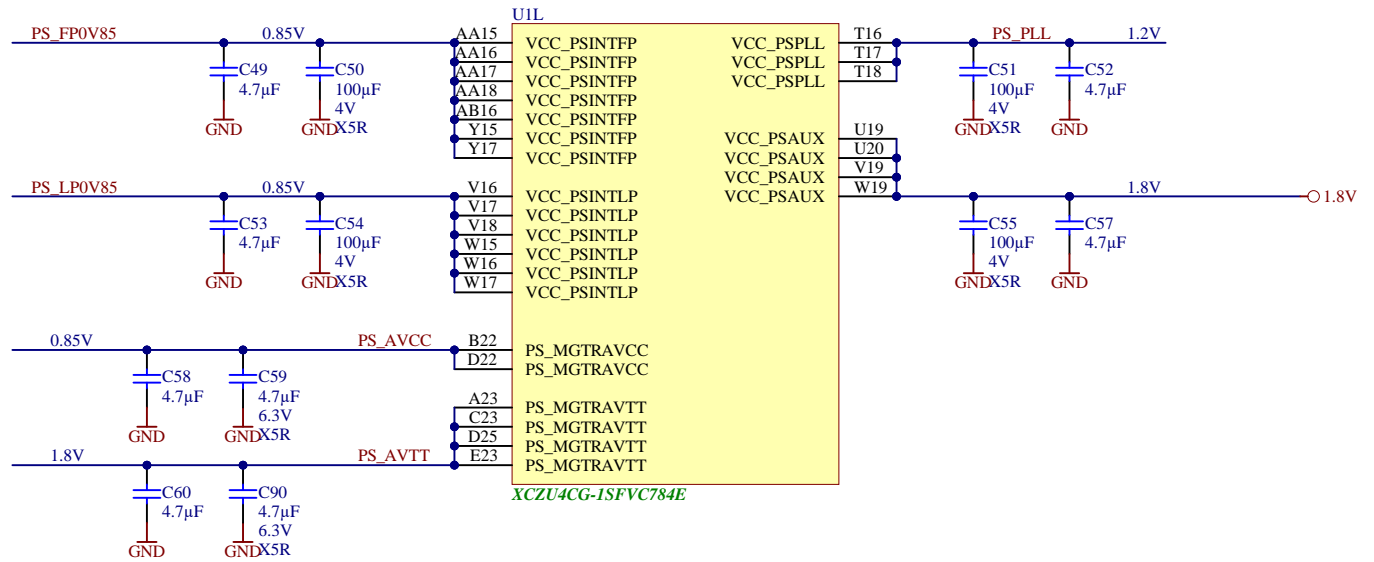 U1L
PS_FP0V85 0.85V
C49
4.7µF
GND
C50
100µF
4V
X5R
GND
AA15 VCC_PSINTFP
AA16 VCC_PSINTFP
AA17 VCC_PSINTFP
AA18 VCC_PSINTFP
AB16 VCC_PSINTFP
Y15 VCC_PSINTFP
Y17 VCC_PSINTFP
VCC_PSPLL T16
VCC_PSPLL T17
VCC_PSPLL T18
PS_PLL 1.2V
C51
100µF
4V
X5R
GND
C52
4.7µF
GND
PS_LP0V85 0.85V
C53
4.7µF
GND
C54
100µF
4V
X5R
GND
V16 VCC_PSINTLP
V17 VCC_PSINTLP
V18 VCC_PSINTLP
W15 VCC_PSINTLP
W16 VCC_PSINTLP
W17 VCC_PSINTLP
VCC_PSAUX U19
VCC_PSAUX U20
VCC_PSAUX V19
VCC_PSAUX W19
1.8V 1.8V
C55
100µF
4V
X5R
GND
C57
4.7µF
GND
0.85V PS_AVCC
C58
4.7µF
GND
C59
4.7µF
6.3V
X5R
GND
B22 PS_MGTRAVCC
D22 PS_MGTRAVCC
A23 PS_MGTRAVTT
C23 PS_MGTRAVTT
D25 PS_MGTRAVTT
E23 PS_MGTRAVTT
1.8V PS_AVTT
C60
4.7µF
GND
C90
4.7µF
6.3V
X5R
GND
XCZU4CG-1SFVC784E